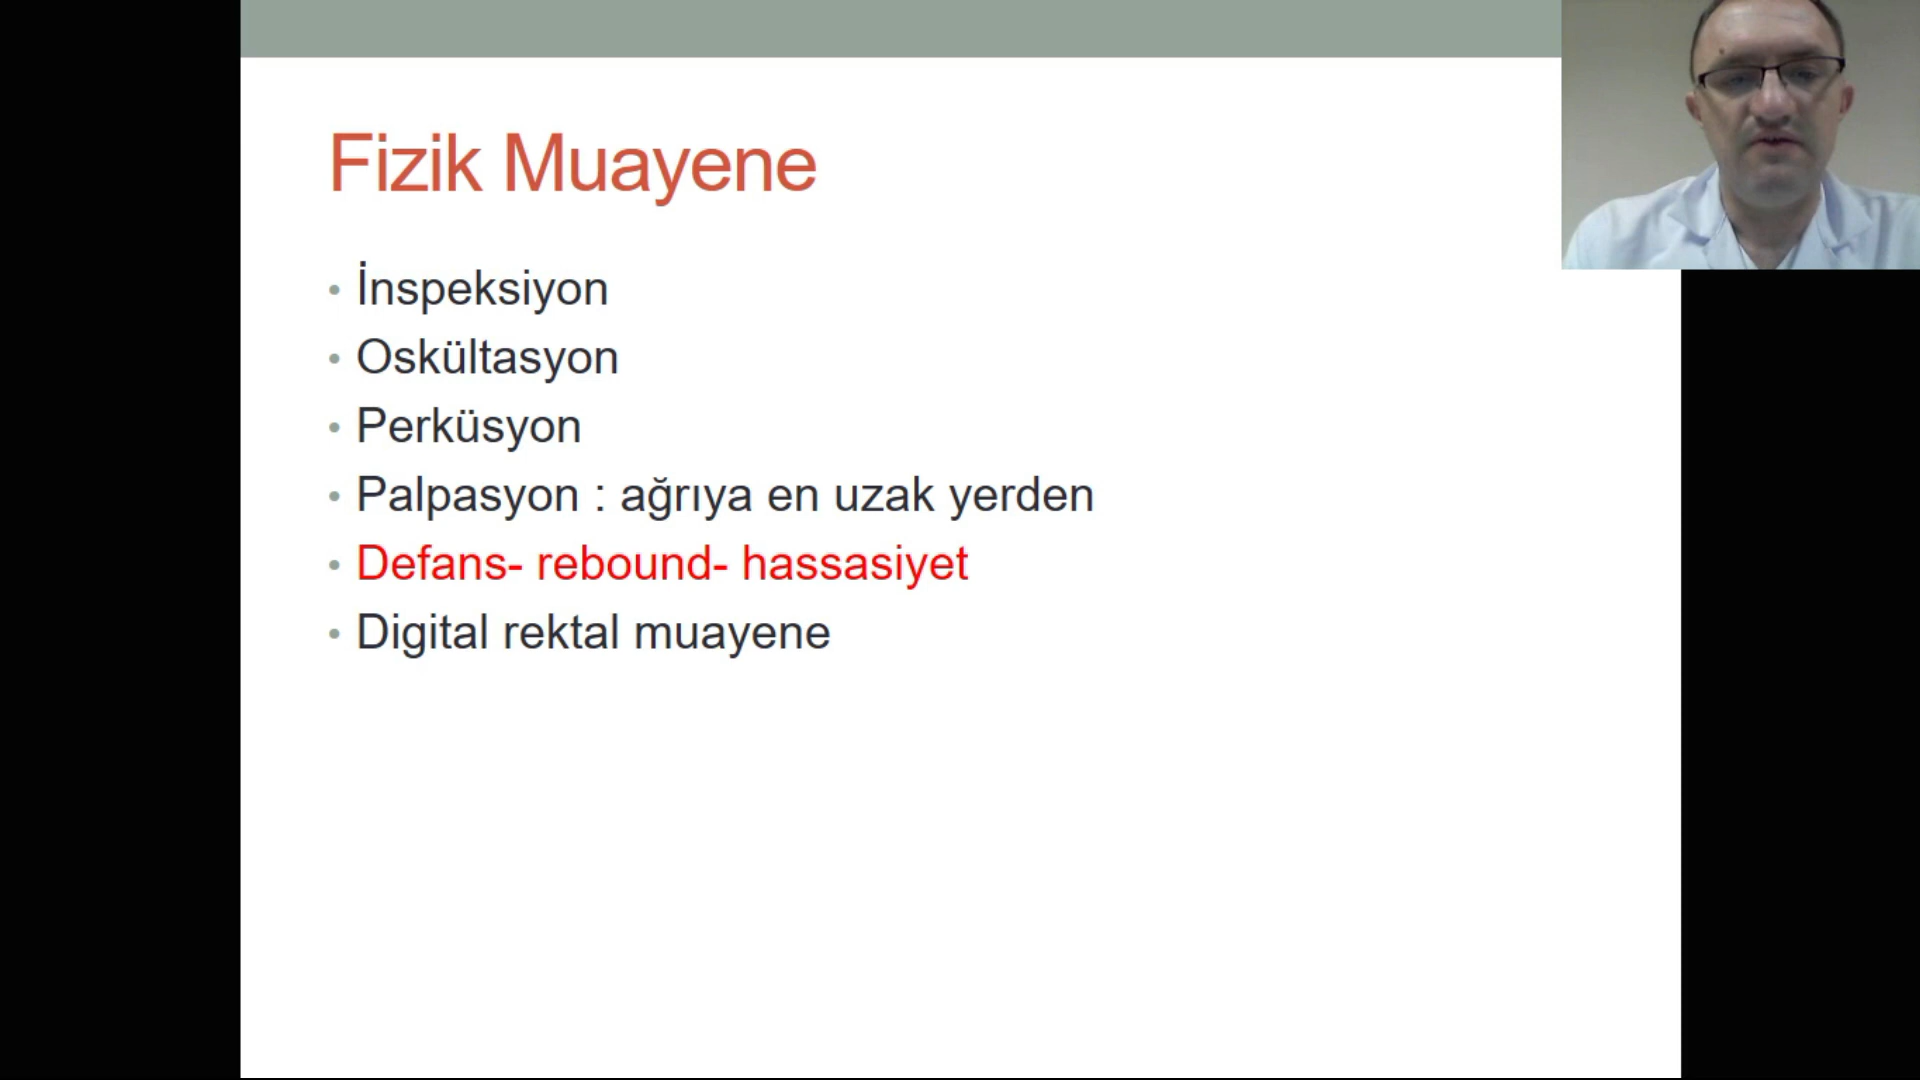 Fizik Muayene
• İnspeksiyon
• Oskültasyon
• Perküsyon
• Palpasyon : ağrıya en uzak yerden
• Defans- rebound- hassasiyet
• Digital rektal muayene